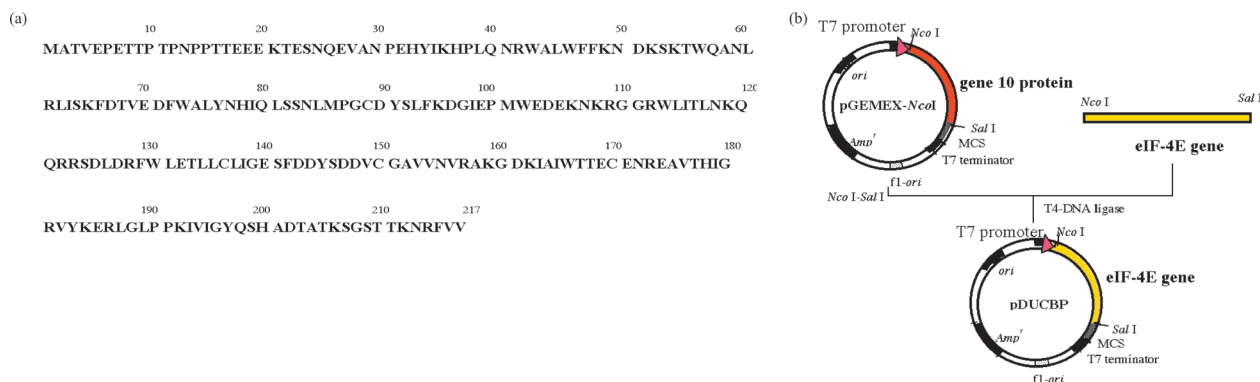 (a)
10 20 30 40 50 60
MATVEPETTP TPNPPTTEEE KTESNQEVAN PEHYIKHPLQ NRWALWFFKN DKSKTWQANL
70 80 90 100 110 120
RLISKFDTVE DFWALYNHIQ LSSNLMPGCD YSLFKDGIEP MWEDEKNKRG GRWLITLNKQ
130 140 150 160 170 180
QRRSDLDRFW LETLLCLIGE SFDDYSDDVC GAVVNVRAKG DKIAIWTTEC ENREAVTHIG
190 200 210 217
RVYKERLGLP PKIVIGYQSH ADTATKSGST TKNRFVV
(b)
T7 promoter
Nco I
ori
gene 10 protein
pGEMEX-NcoI
Sal I
MCS
T7 terminator
Amp^r
f1-ori
Nco I
Sal I
eIF-4E gene
Nco I-Sal I
T4-DNA ligase
T7 promoter
Nco I
ori
eIF-4E gene
pDUCBP
Sal I
MCS
T7 terminator
Amp^r
f1-ori